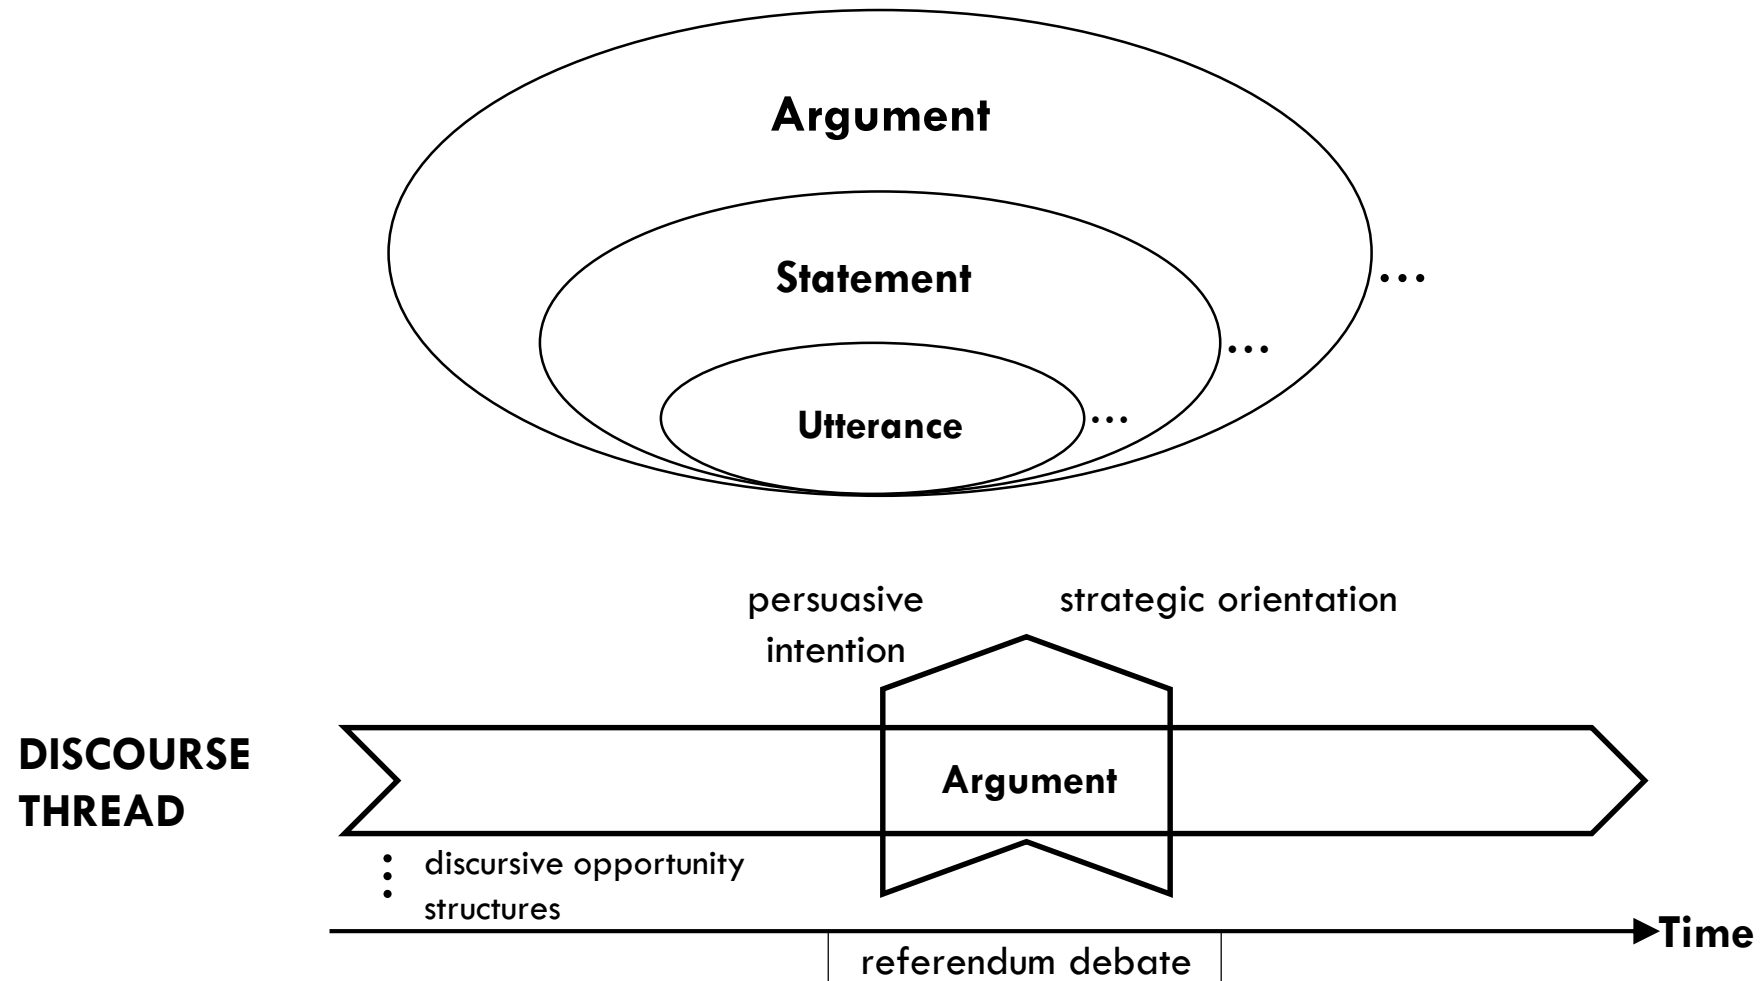 Argument
...
Statement
...
Utterance
...
persuasive
intention
strategic orientation
DISCOURSE
THREAD
Argument
discursive opportunity
structures
Time
referendum debate